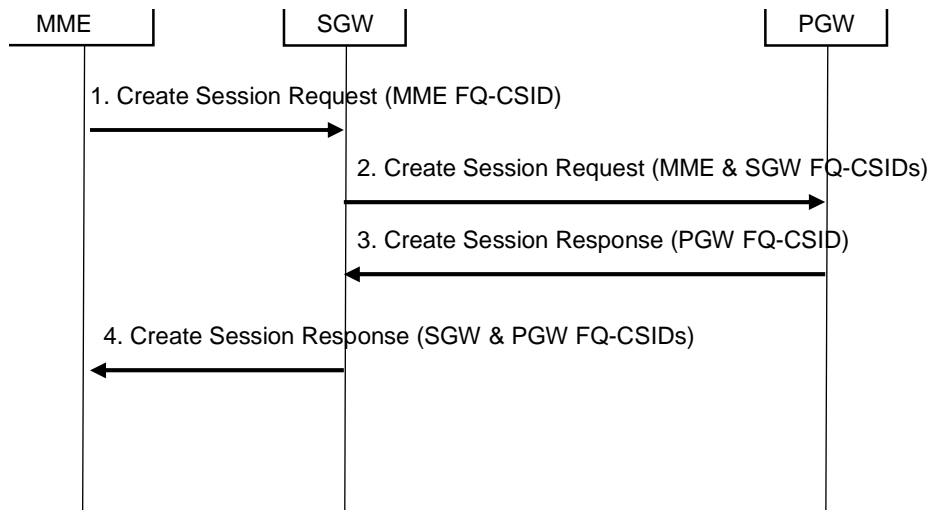 MME
SGW
PGW
1. Create Session Request (MME FQ-CSID)
2. Create Session Request (MME & SGW FQ-CSIDs)
3. Create Session Response (PGW FQ-CSID)
4. Create Session Response (SGW & PGW FQ-CSIDs)